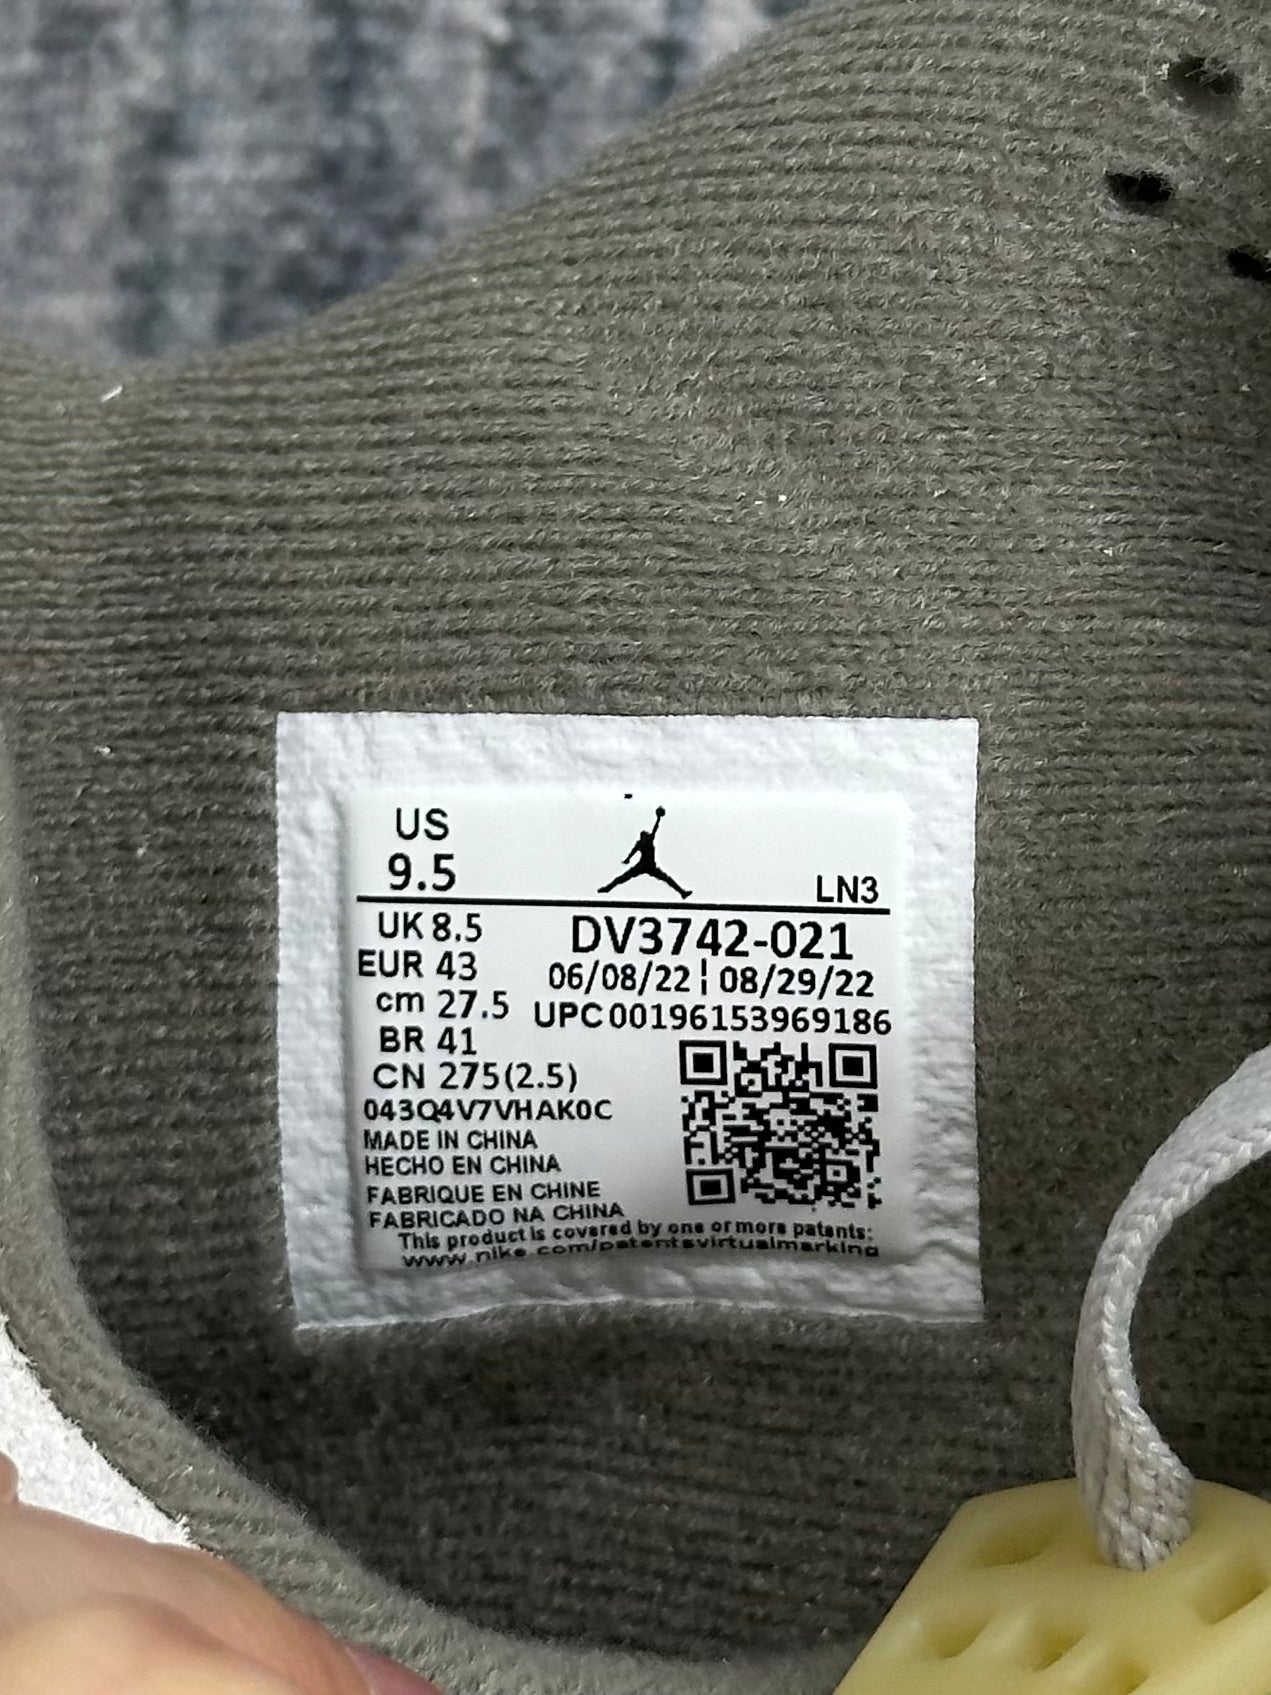 US
9.5
LN3
UK 8.5
DV3742-021
EUR 43
06/08/22 ¦ 08/29/22
cm 27.5
UPC00196153969186
BR 41
CN 275(2.5)
043Q4V7VHAK0C
MADE IN CHINA
HECHO EN CHINA
FABRIQUE EN CHINE
FABRICADO NA CHINA
This product is covered by one or more patents:
www.nike.com/patentsvirtualmarking